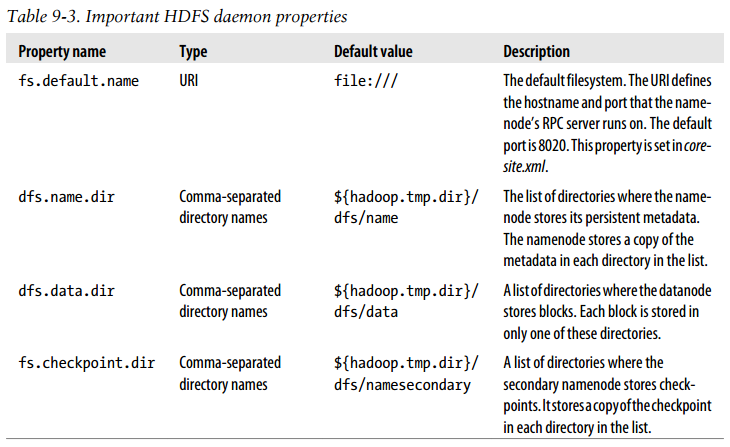 Table 9-3. Important HDFS daemon properties
Property name Type Default value Description
fs.default.name URI file:/// The default filesystem. The URI defines
the hostname and port that the name-
node's RPC server runs on. The default
port is 8020. This property is set in core-
site.xml.
dfs.name.dir Comma-separated ${hadoop.tmp.dir}/ The list of directories where the name-
directory names dfs/name node stores its persistent metadata.
The namenode stores a copy of the
metadata in each directory in the list.
dfs.data.dir Comma-separated ${hadoop.tmp.dir}/ A list of directories where the datanode
directory names dfs/data stores blocks. Each block is stored in
only one of these directories.
fs.checkpoint.dir Comma-separated ${hadoop.tmp.dir}/ A list of directories where the
directory names dfs/namesecondary secondary namenode stores check-
points. It stores a copy of the checkpoint
in each directory in the list.